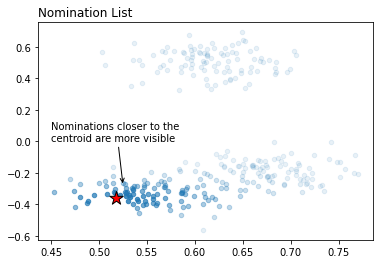 Nomination List
0.6
0.4
0.2
0.0
−0.2
−0.4
−0.6
Nominations closer to the
centroid are more visible
0.45 0.50 0.55 0.60 0.65 0.70 0.75